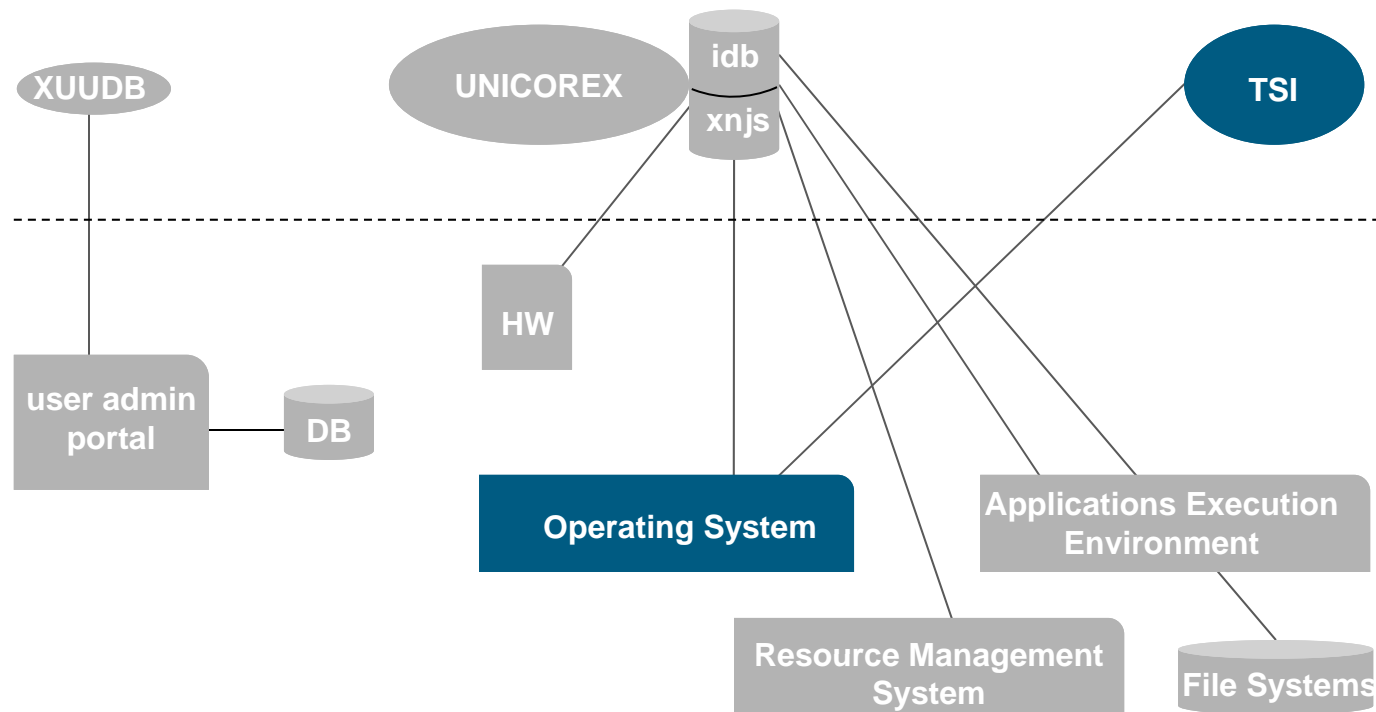 XUUDB
UNICOREX
idb
xnjs
TSI
HW
user admin
portal
DB
Operating System
Applications Execution
Environment
Resource Management
System
File Systems